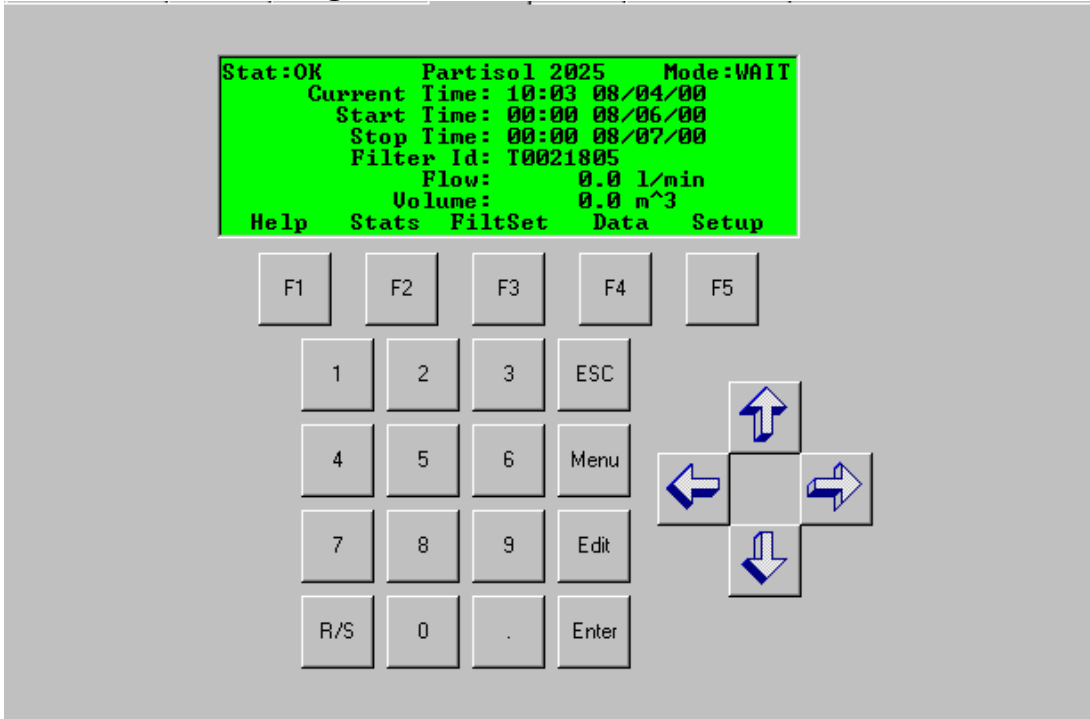 Stat:OK Partisol 2025 Mode:WAIT
Current Time: 10:03 08/04/00
Start Time: 00:00 08/06/00
Stop Time: 00:00 08/07/00
Filter Id: T0021805
Flow: 0.0 l/min
Volume: 0.0 m^3
Help Stats FiltSet Data Setup
F1 F2 F3 F4 F5
1 2 3 ESC
4 5 6 Menu
7 8 9 Edit
R/S 0 . Enter